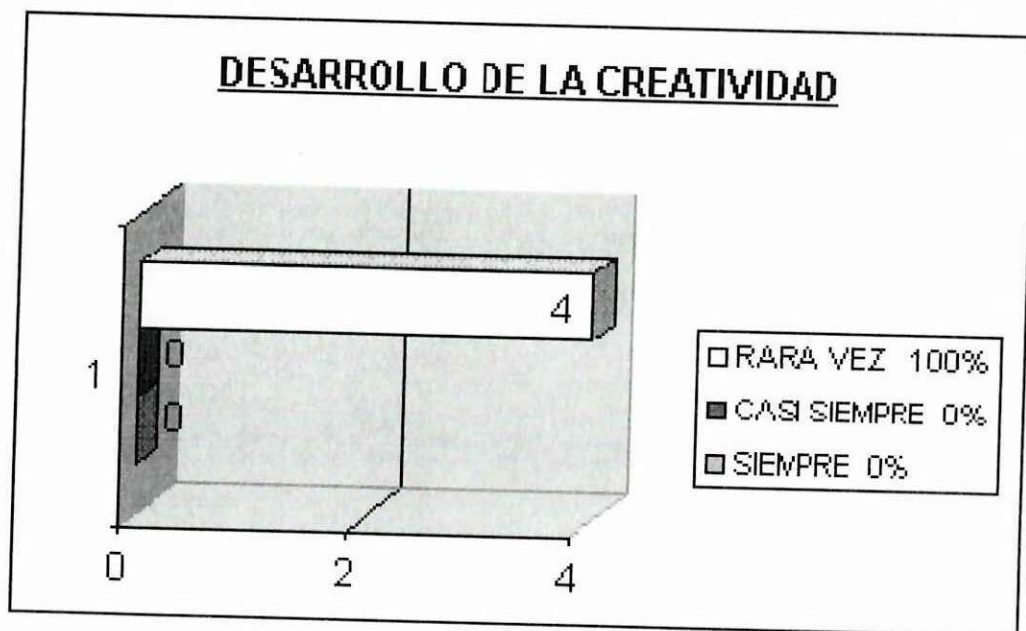 DESARROLLO DE LA CREATIVIDAD
4
0
0
1
0 2 4
RARA VEZ 100%
CASI SIEMPRE 0%
SIEMPRE 0%